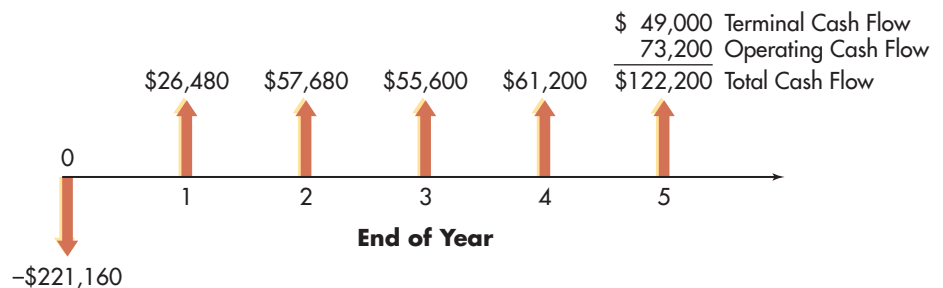 $ 49,000 Terminal Cash Flow
73,200 Operating Cash Flow
$26,480 $57,680 $55,600 $61,200 $122,200 Total Cash Flow
0
1 2 3 4 5
End of Year
–$221,160